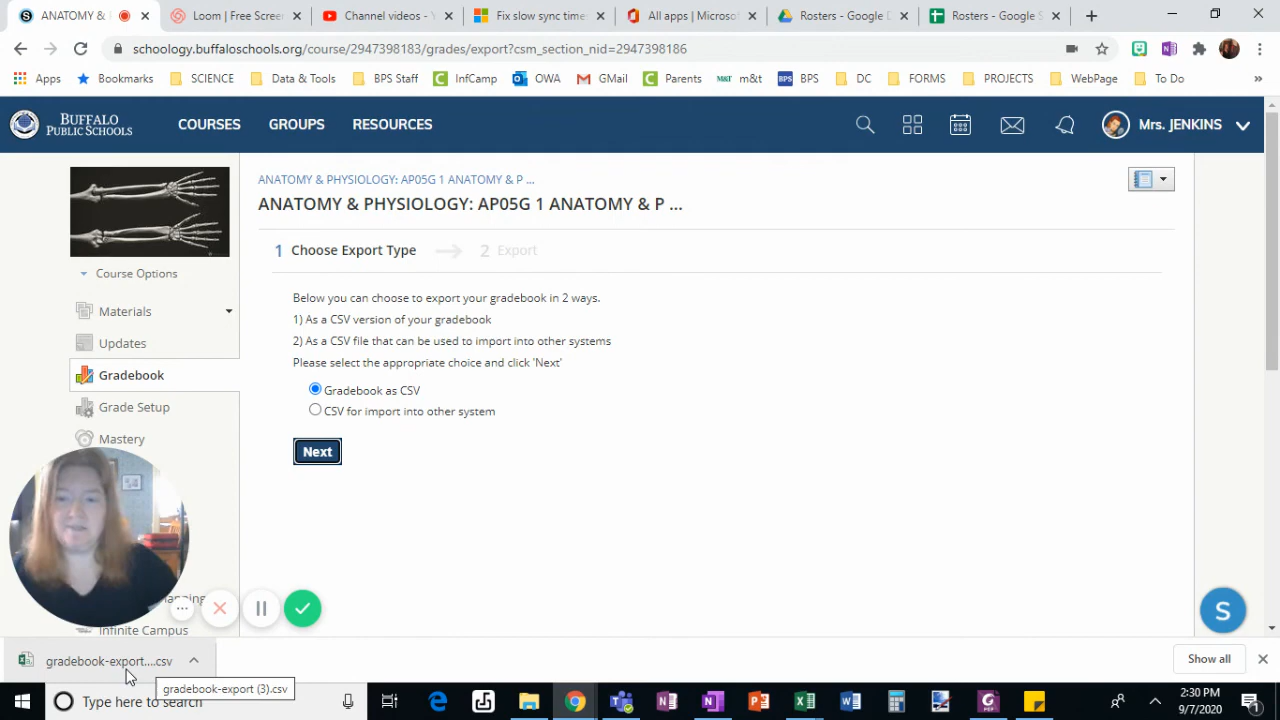 ANATOMY & 
Loom | Free Screen
Channel videos - Y
Fix slow sync time
All apps | Microsof
Rosters - Google D
Rosters - Google S
schoology.buffaloschools.org/course/2947398183/grades/export?csm_section_nid=2947398186
Apps
Bookmarks
SCIENCE
Data & Tools
BPS Staff
InfCamp
OWA
GMail
Parents
M&T m&t
BPS BPS
DC
FORMS
PROJECTS
WebPage
To Do
»
BUFFALO
PUBLIC SCHOOLS
COURSES
GROUPS
RESOURCES
Mrs. JENKINS
ANATOMY & PHYSIOLOGY: AP05G 1 ANATOMY & P ...
ANATOMY & PHYSIOLOGY: AP05G 1 ANATOMY & P ...
Course Options
Materials
Updates
Gradebook
Grade Setup
Mastery
Infinite Campus
1 Choose Export Type
2 Export
Below you can choose to export your gradebook in 2 ways.
1) As a CSV version of your gradebook
2) As a CSV file that can be used to import into other systems
Please select the appropriate choice and click 'Next'
Gradebook as CSV
CSV for import into other system
Next
S
gradebook-export....csv
Show all
gradebook-export (3).csv
Type here to search
2:30 PM
9/7/2020
1